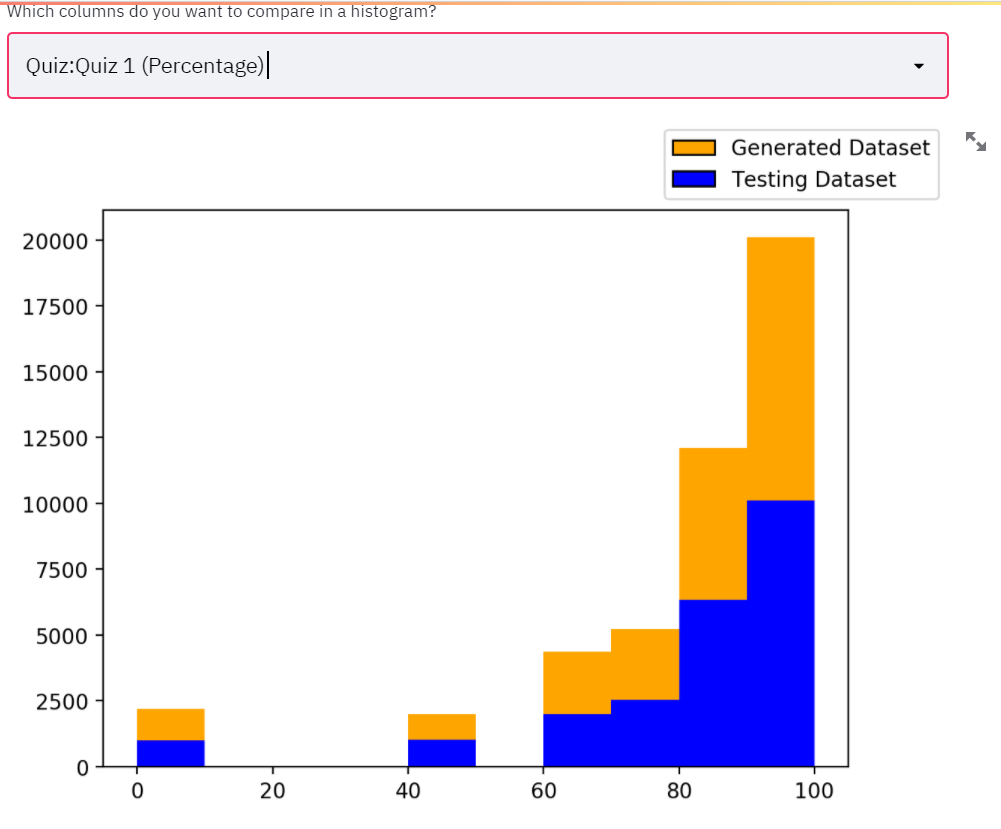 Which columns do you want to compare in a histogram?
Quiz:Quiz 1 (Percentage)
Generated Dataset
Testing Dataset
20000
17500
15000
12500
10000
7500
5000
2500
0
0 20 40 60 80 100